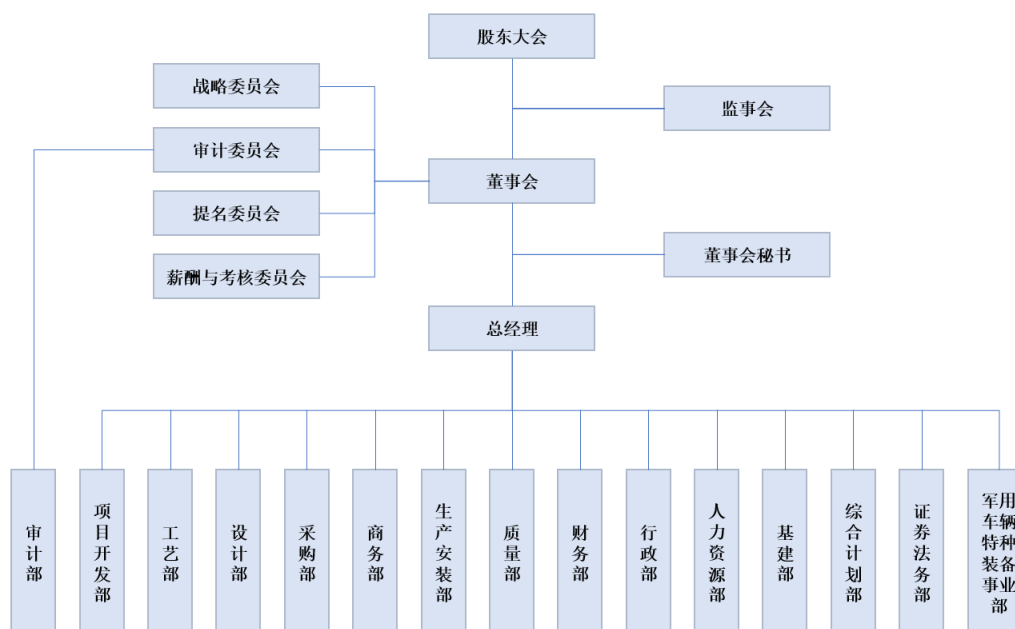 股东大会
战略委员会
监事会
审计委员会
董事会
提名委员会
董事会秘书
薪酬与考核委员会
总经理
审计部
项目开发部
工艺部
设计部
采购部
商务部
生产安装部
质量部
财务部
行政部
人力资源部
基建部
综合计划部
证券法务部
军用
车辆
特种
装备
事业
部